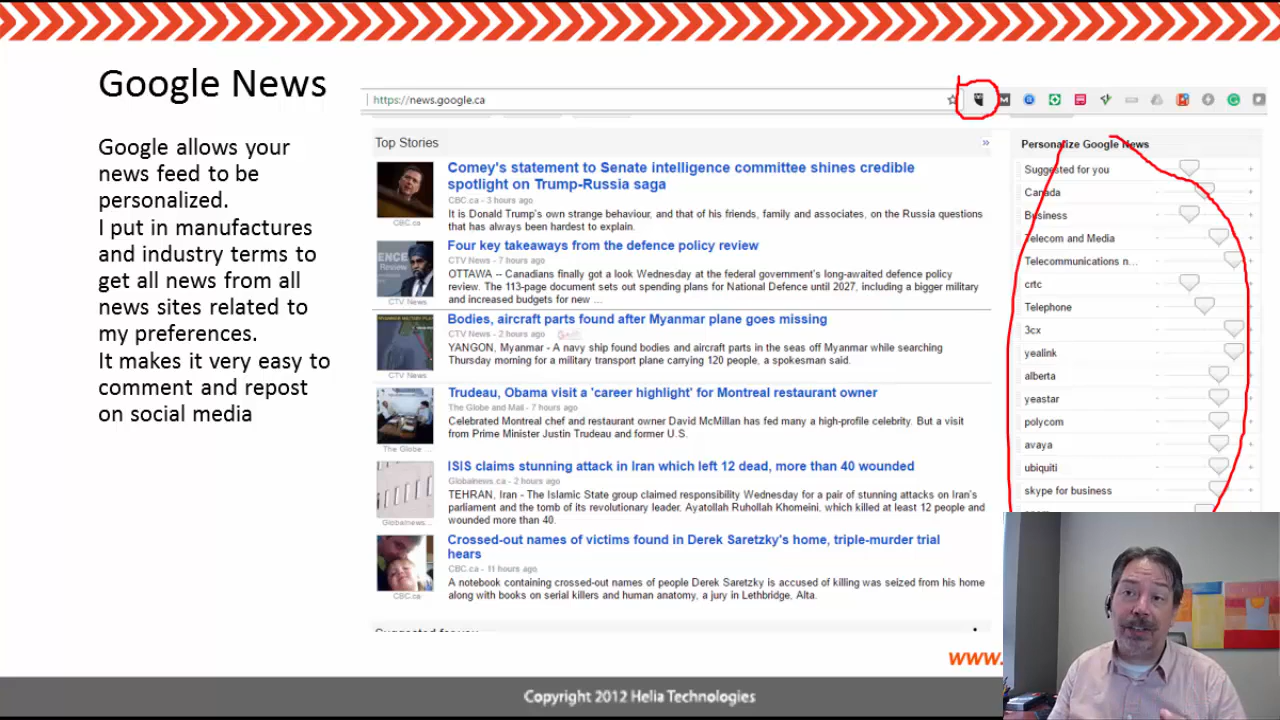 Google News
Google allows your
news feed to be
personalized.
I put in manufactures
and industry terms to
get all news from all
news sites related to
my preferences.
It makes it very easy to
comment and repost
on social media
https://news.google.ca
Top Stories
Comey's statement to Senate intelligence committee shines credible
spotlight on Trump-Russia saga
CBC.ca - 3 hours ago
It is Donald Trump's own strange behaviour, and that of his friends, family and associates, on the Russia questions
that has always been hardest to explain.
CBC.ca
Four key takeaways from the defence policy review
CTV News - 7 hours ago
OTTAWA -- Canadians finally got a look Wednesday at the federal government's long-awaited defence policy
review. The 113-page document sets out spending plans for National Defence until 2027, including a bigger military
and increased budgets for new ...
CTV News
Bodies, aircraft parts found after Myanmar plane goes missing
CTV News - 2 hours ago
YANGON, Myanmar - A navy ship found bodies and aircraft parts in the seas off Myanmar while searching
Thursday morning for a military transport plane carrying 120 people, a spokesman said.
CTV News
Trudeau, Obama visit a 'career highlight' for Montreal restaurant owner
The Globe and Mail - 7 hours ago
Celebrated Montreal chef and restaurant owner David McMillan has fed many a high-profile celebrity. But a visit
from Prime Minister Justin Trudeau and former U.S.
The Globe ...
ISIS claims stunning attack in Iran which left 12 dead, more than 40 wounded
Globalnews.ca - 2 hours ago
TEHRAN, Iran - The Islamic State group claimed responsibility Wednesday for a pair of stunning attacks on Iran's
parliament and the tomb of its revolutionary leader, Ayatollah Ruhollah Khomeini, which killed at least 12 people and
wounded more than 40.
Globalnews...
Crossed-out names of victims found in Derek Saretzky's home, triple-murder trial
hears
CBC.ca - 11 hours ago
A notebook containing crossed-out names of people Derek Saretzky is accused of killing was seized from his home
along with books on serial killers and human anatomy, a jury in Lethbridge, Alta.
CBC.ca
Personalize Google News
Suggested for you
Canada
Business
Telecom and Media
Telecommunications n...
crtc
Telephone
3cx
yealink
alberta
yeastar
polycom
avaya
ubiquiti
skype for business
www.
Copyright 2012 Helia Technologies